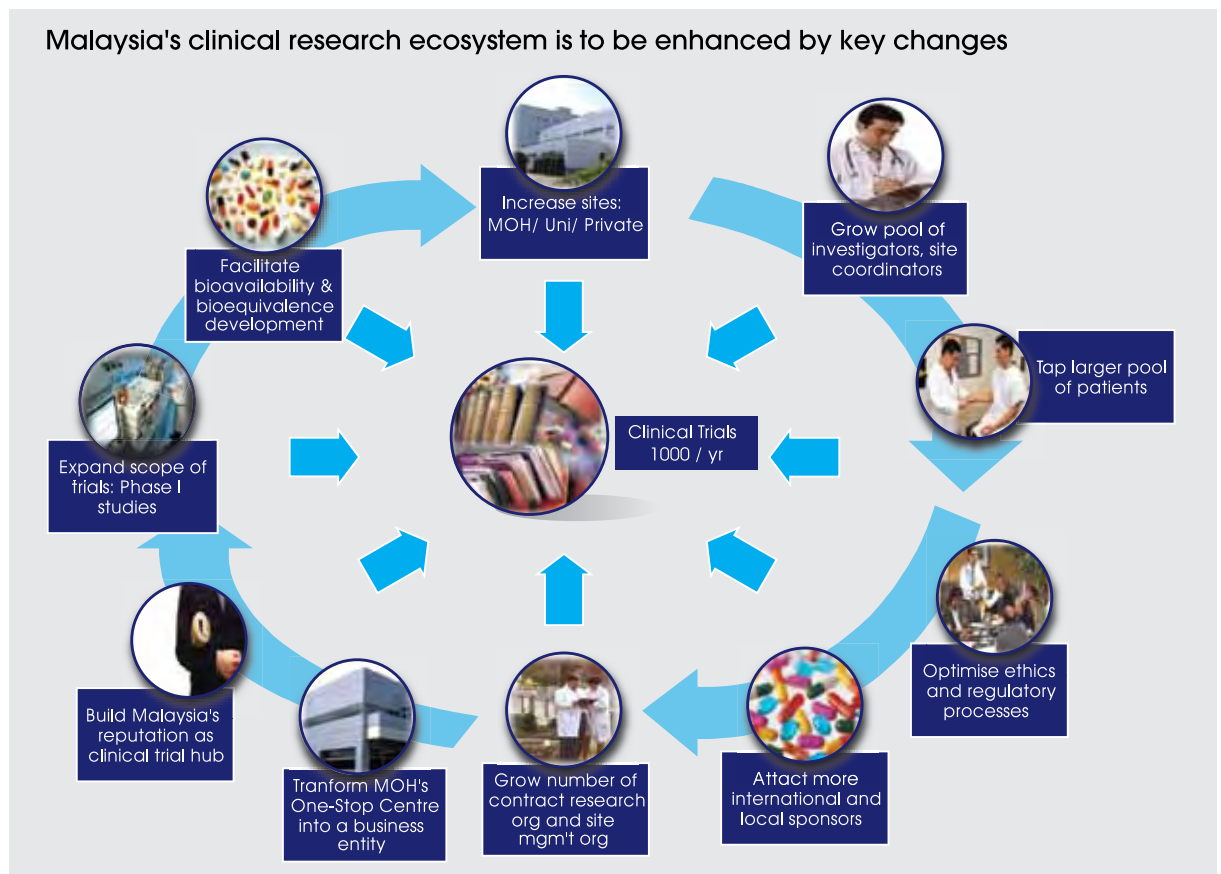 Malaysia's clinical research ecosystem is to be enhanced by key changes
Increase sites:
MOH/ Uni/ Private
Grow pool of
investigators, site
coordinators
Tap larger pool
of patients
Optimise ethics
and regulatory
processes
Attact more
international and
local sponsors
Grow number of
contract research
org and site
mgm't org
Tranform MOH's
One-Stop Centre
into a business
entity
Build Malaysia's
reputation as
clinical trial hub
Expand scope of
trials: Phase I
studies
Facilitate
bioavailability &
bioequivalence
development
Clinical Trials
1000 / yr